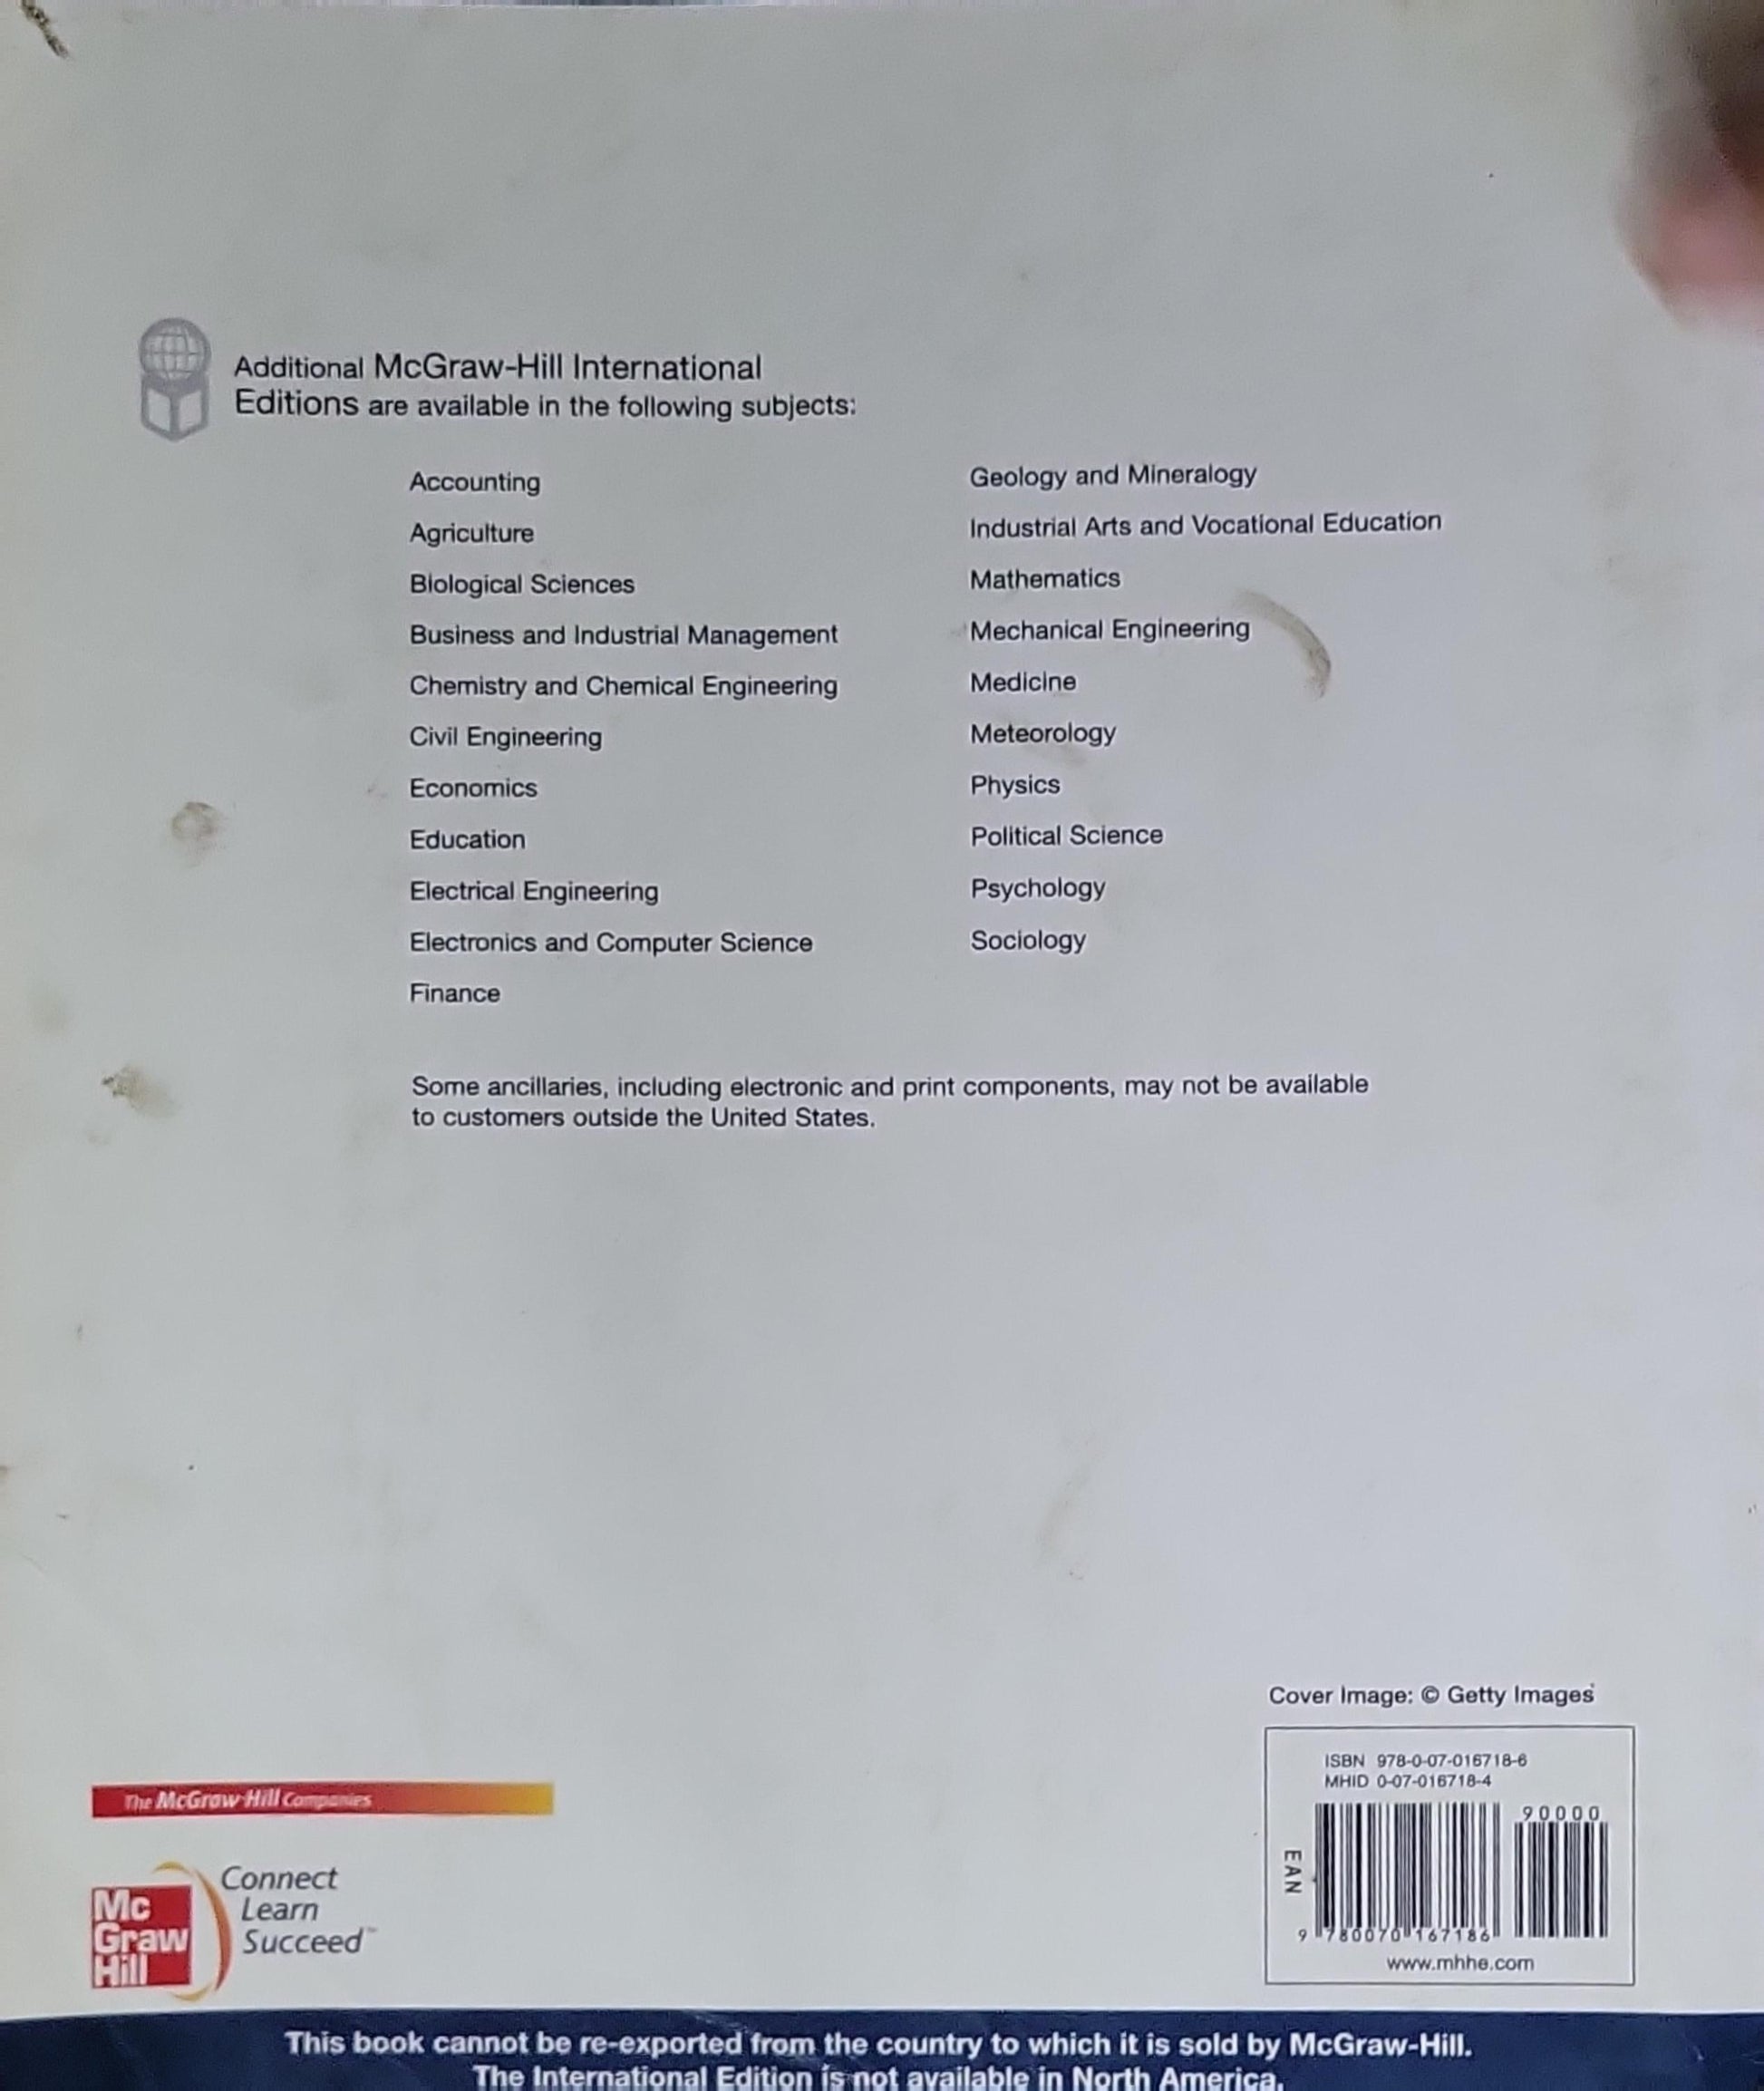 Additional McGraw-Hill International
Editions are available in the following subjects:
Accounting
Agriculture
Biological Sciences
Business and Industrial Management
Chemistry and Chemical Engineering
Civil Engineering
Economics
Education
Electrical Engineering
Electronics and Computer Science
Finance
Geology and Mineralogy
Industrial Arts and Vocational Education
Mathematics
Mechanical Engineering
Medicine
Meteorology
Physics
Political Science
Psychology
Sociology
Some ancillaries, including electronic and print components, may not be available
to customers outside the United States.
Cover Image: © Getty Images
ISBN 978-0-07-016718-6
MHID 0-07-016718-4
90000
EAN
9 780070 167186
www.mhhe.com
The McGraw-Hill Companies
Mc
Graw
Hill
Connect
Learn
Succeed™
This book cannot be re-exported from the country to which it is sold by McGraw-Hill.
The International Edition is not available in North America.